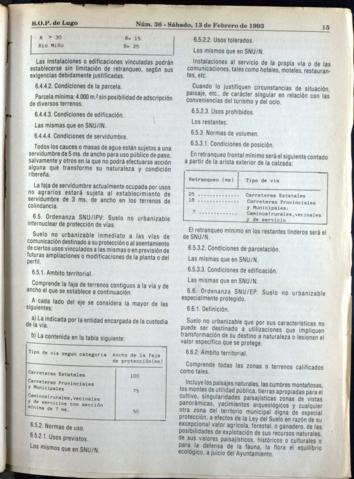 B.O.P. de Lugo
Núm. 36 - Sábado, 13 de Febrero de 1993
15
A > 30 B= 15
Rio Miño B= 25
Las instalaciones o edificaciones vinculadas podrán
establecerse sin limitación de retranqueo, según sus
exigencias debidamente justificadas.
6.4.4.2. Condiciones de la parcela.
Parcela mínima: 4.000 m.² sin posibilidad de adscripción
de diversos terrenos.
6.4.4.3. Condiciones de edificación.
Las mismas que en SNU/IN.
6.4.4.4. Condiciones de servidumbre.
Todos los cauces o masas de agua están sujetos a una
servidumbre de 5 ms. de ancho para uso público de paso,
salvamento y otros en la que no podrá efectuarse acción
alguna que transforme su naturaleza y condición
ribereña.
La faja de servidumbre actualmente ocupada por usos
no agrarios estará sujeta al establecimiento de
servidumbre de 3 ms. de ancho en los terrenos de
colindancia.
6.5. Ordenanza SNU/IPV: Suelo no urbanizable
internuclear de protección de vías.
Suelo no urbanizable inmediato a las vías de
comunicación destinado a su protección o al asentamiento
de ciertos usos vinculados a las mismas o en previsión de
futuras ampliaciones o modificaciones de la planta o del
perfil.
6.5.1. Ambito territorial.
Comprende la faja de terrenos contiguos a la vía y de
ancho el que se establece a continuación.
A cada lado del eje se considera la mayor de las
siguientes:
a) La indicada por la entidad encargada de la custodia
de la vía.
b) La contenida en la tabla siguiente:
Tipo de vía segun categoría Ancho de la faja
de protección(ms)
Carreteras Estatales 100
Carreteras Provinciales
y Municipales 75
Caminos rurales, vecinales
y de servicios con sección
mínima de 7 ms. 50
6.5.2. Normas de uso.
6.5.2.1. Usos previstos.
Los mismos que en SNU/N.
6.5.2.2. Usos tolerados.
Los mismos que en SNU/N.
Instalaciones al servicio de la propia vía o de las
comunicaciones, tales como hoteles, moteles, restaurantes,
etc.
Cuando lo justifiquen circunstancias de situación,
paisaje, etc., de carácter singular en relación con las
conveniencias del turismo y del ocio.
6.5.2.3. Usos prohibidos.
Los restantes.
6.5.3. Normas de volumen.
6.5.3.1. Condiciones de posición.
En retranqueo frontal mínimo será el siguiente contado
a partir de la arista exterior de la calzada:
Retranqueo (ms) Tipo de vía
25 Carreteras Estatales
18 Carreteras Provinciales
y Municipales.
7 Caminos rurales, vecinales
y de servicio
El retranqueo mínimo en los restantes linderos será el
de SNU/N.
6.5.3.2. Condiciones de parcelación.
Las mismas que en SNU/N.
6.5.3.3. Condiciones de edificación.
Las mismas que en SNU/N.
6.6. Ordenanza SNU/EP: Suelo no urbanizable
especialmente protegido.
6.6.1. Definición.
Suelo no urbanizable que por sus características no
puede ser destinado a utilizaciones que impliquen
transformación de su destino a naturaleza o lesionen el
valor específico que se protege.
6.6.2. Ambito territorial.
Comprende todas las zonas o terrenos calificados
como tales.
Incluye los paisajes naturales, las cumbres montañosas,
los montes de utilidad pública, tierras apropiadas para el
cultivo, singularidades paisajísticas zonas de vistas
panorámicas, yacimientos arqueológicos y cualquier
otra zona del territorio municipal digna de especial
protección, a efectos de la Ley del Suelo en razón de su
excepcional valor agrícola, forestal, o ganadero, de las
posibilidades de explotación de sus recursos naturales,
de sus valores paisajísticos, históricos o culturales o
para la defensa de la fauna, la flora el equilibrio
ecológico, a juicio del Ayuntamiento.